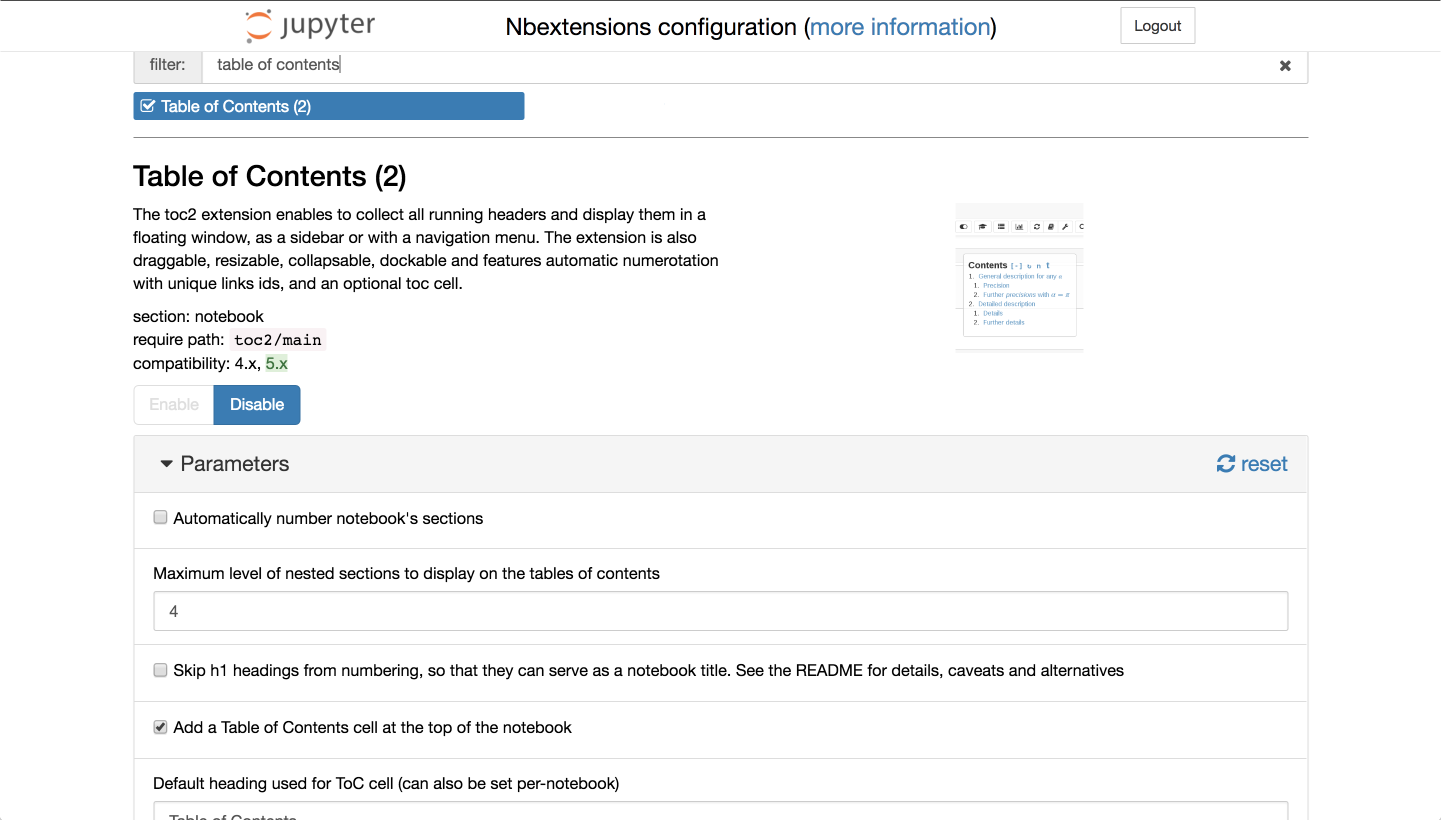 jupyter
Nbextensions configuration (more information)
Logout
filter:
table of contents
Table of Contents (2)
Table of Contents (2)
The toc2 extension enables to collect all running headers and display them in a
floating window, as a sidebar or with a navigation menu. The extension is also
draggable, resizable, collapsable, dockable and features automatic numerotation
with unique links ids, and an optional toc cell.
Contents [-] ↻ n t
1. General description for any a
1. Precision
2. Further precisions with a = π
2. Detailed description
1. Details
2. Further details
section: notebook
require path: toc2/main
compatibility: 4.x, 5.x
Enable
Disable
Parameters
reset
Automatically number notebook's sections
Maximum level of nested sections to display on the tables of contents
4
Skip h1 headings from numbering, so that they can serve as a notebook title. See the README for details, caveats and alternatives
Add a Table of Contents cell at the top of the notebook
Default heading used for ToC cell (can also be set per-notebook)
Table of Contents